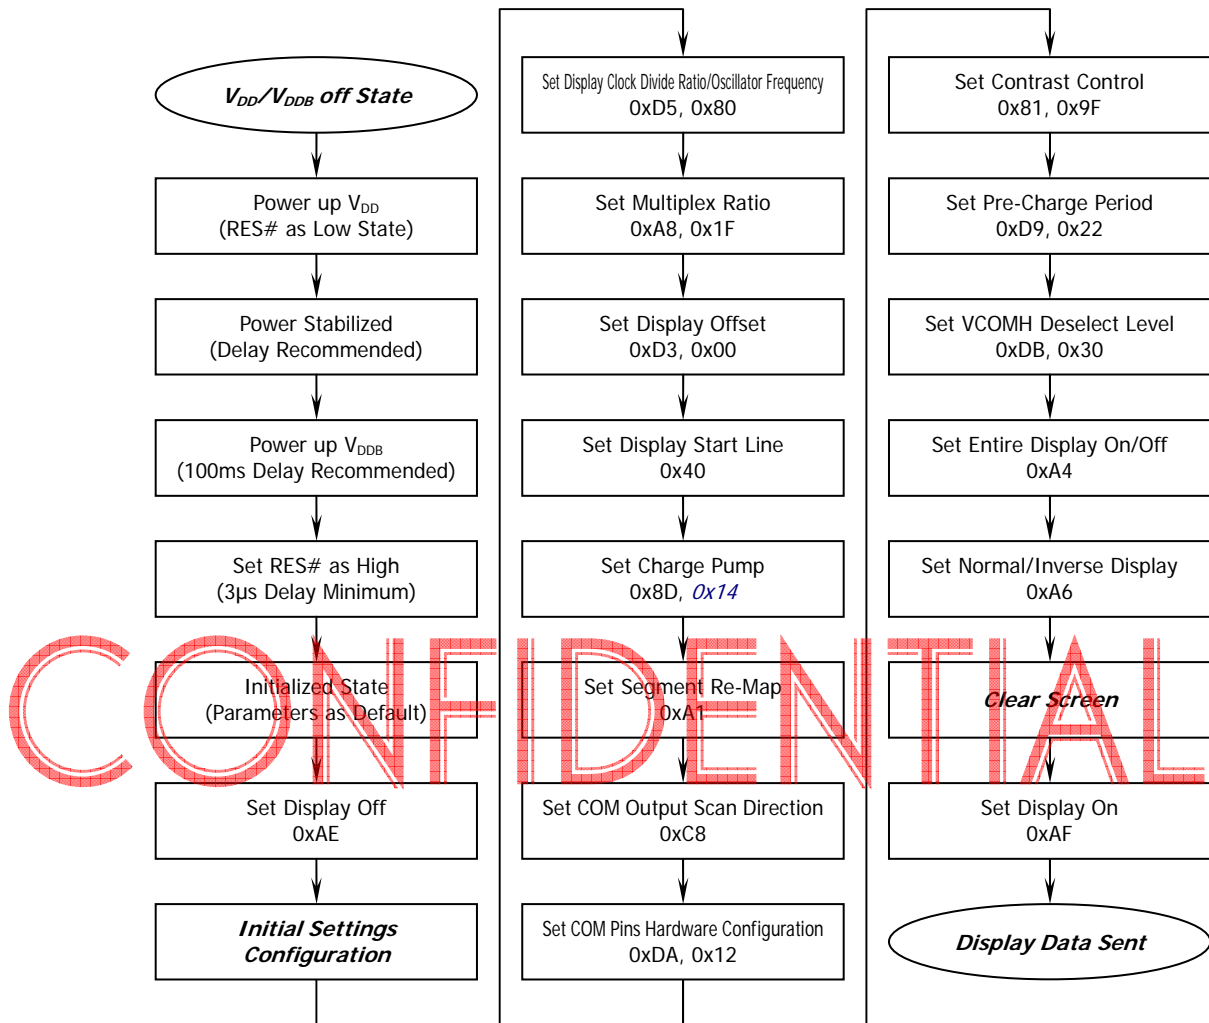 V_DD/V_DDB off State
Power up V_DD
(RES# as Low State)
Power Stabilized
(Delay Recommended)
Power up V_DDB
(100ms Delay Recommended)
Set RES# as High
(3µs Delay Minimum)
Initialized State
(Parameters as Default)
Set Display Off
0xAE
Initial Settings
Configuration
Set Display Clock Divide Ratio/Oscillator Frequency
0xD5, 0x80
Set Multiplex Ratio
0xA8, 0x1F
Set Display Offset
0xD3, 0x00
Set Display Start Line
0x40
Set Charge Pump
0x8D, 0x14
Set Segment Re-Map
0xA1
Set COM Output Scan Direction
0xC8
Set COM Pins Hardware Configuration
0xDA, 0x12
Set Contrast Control
0x81, 0x9F
Set Pre-Charge Period
0xD9, 0x22
Set VCOMH Deselect Level
0xDB, 0x30
Set Entire Display On/Off
0xA4
Set Normal/Inverse Display
0xA6
Clear Screen
Set Display On
0xAF
Display Data Sent
CONFIDENTIAL